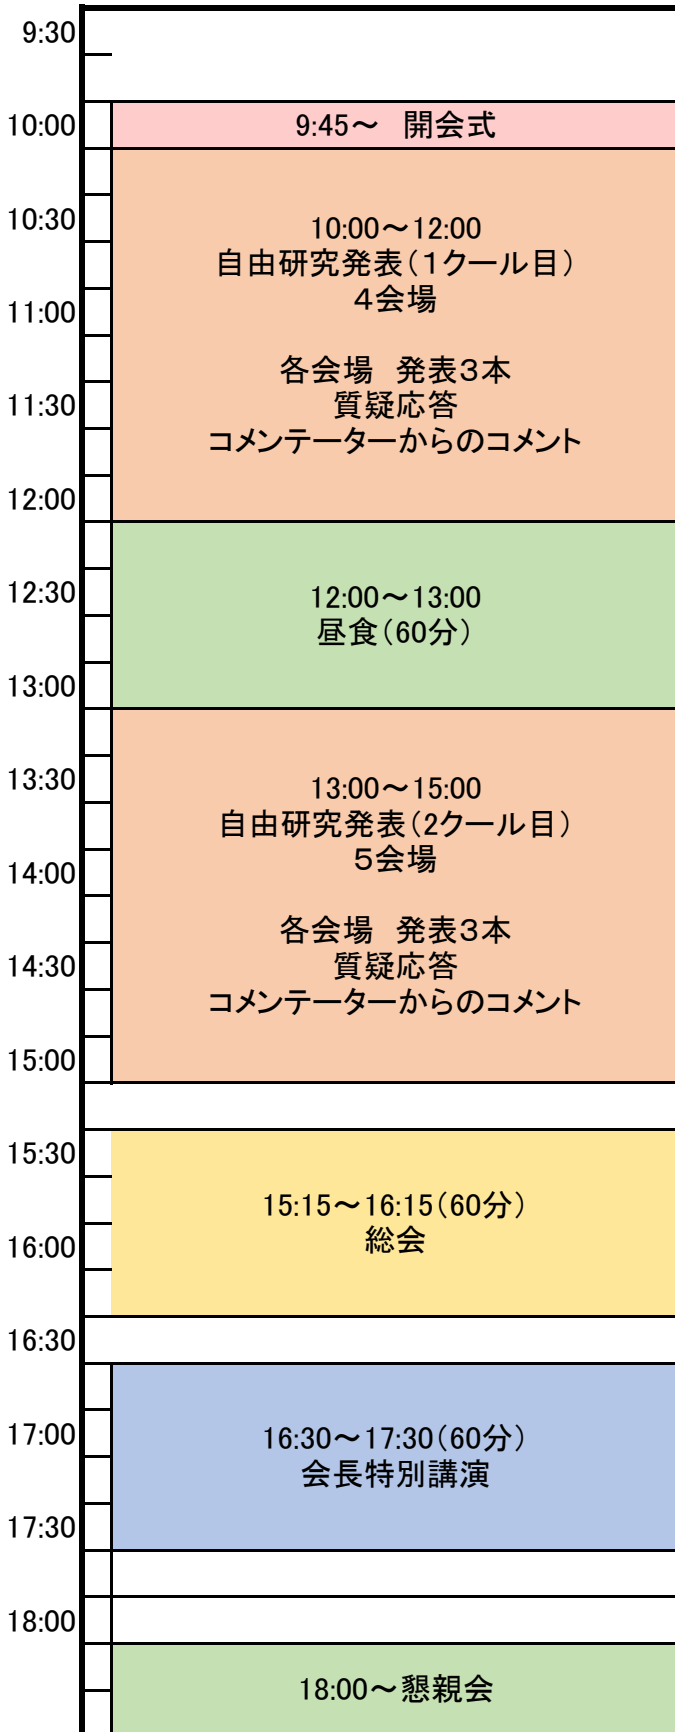 9:30
10:00
9:45～　開会式
10:30
10:00～12:00
自由研究発表（１クール目）
４会場
11:00
各会場　発表３本
11:30
質疑応答
コメンテーターからのコメント
12:00
12:30
12:00～13:00
昼食（60分）
13:00
13:30
13:00～15:00
自由研究発表（2クール目）
５会場
14:00
各会場　発表３本
14:30
質疑応答
コメンテーターからのコメント
15:00
15:30
15:15～16:15（60分）
総会
16:00
16:30
17:00
16:30～17:30（60分）
会長特別講演
17:30
18:00
18:00～懇親会